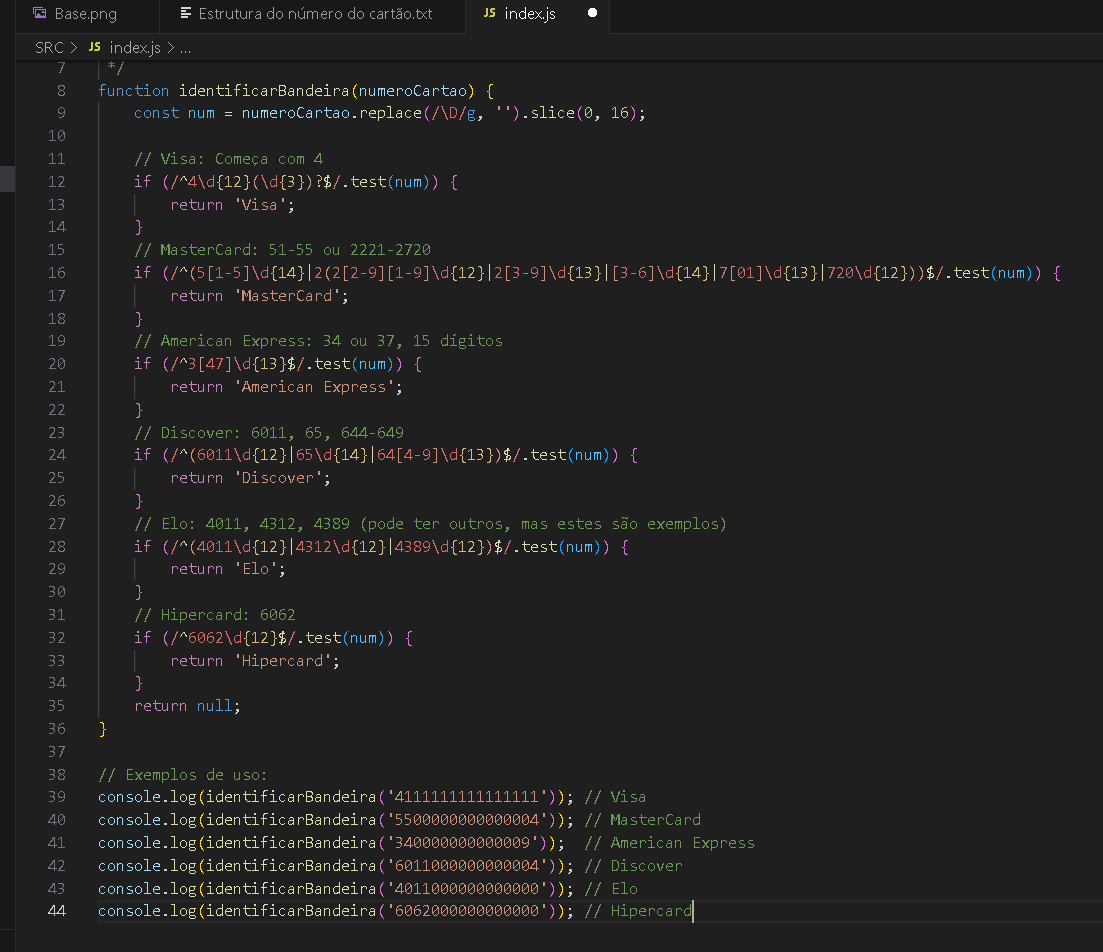 Base.png Estrutura do número do cartão.txt JS index.js
SRC > JS index.js > ...
7 */
8 function identificarBandeira(numeroCartao) {
9 const num = numeroCartao.replace(/\D/g, '').slice(0, 16);
10
11 // Visa: Começa com 4
12 if (/^4\d{12}(\d{3})?$/.test(num)) {
13 return 'Visa';
14 }
15 // MasterCard: 51-55 ou 2221-2720
16 if (/^(5[1-5]\d{14}|2(2[2-9][1-9]\d{12}|2[3-9]\d{13}|[3-6]\d{14}|7[01]\d{13}|720\d{12}))$/.test(num)) {
17 return 'MasterCard';
18 }
19 // American Express: 34 ou 37, 15 dígitos
20 if (/^3[47]\d{13}$/.test(num)) {
21 return 'American Express';
22 }
23 // Discover: 6011, 65, 644-649
24 if (/^(6011\d{12}|65\d{14}|64[4-9]\d{13})$/.test(num)) {
25 return 'Discover';
26 }
27 // Elo: 4011, 4312, 4389 (pode ter outros, mas estes são exemplos)
28 if (/^(4011\d{12}|4312\d{12}|4389\d{12})$/.test(num)) {
29 return 'Elo';
30 }
31 // Hipercard: 6062
32 if (/^6062\d{12}$/.test(num)) {
33 return 'Hipercard';
34 }
35 return null;
36 }
37
38 // Exemplos de uso:
39 console.log(identificarBandeira('4111111111111111')); // Visa
40 console.log(identificarBandeira('5500000000000004')); // MasterCard
41 console.log(identificarBandeira('340000000000009')); // American Express
42 console.log(identificarBandeira('6011000000000004')); // Discover
43 console.log(identificarBandeira('4011000000000000')); // Elo
44 console.log(identificarBandeira('6062000000000000')); // Hipercard